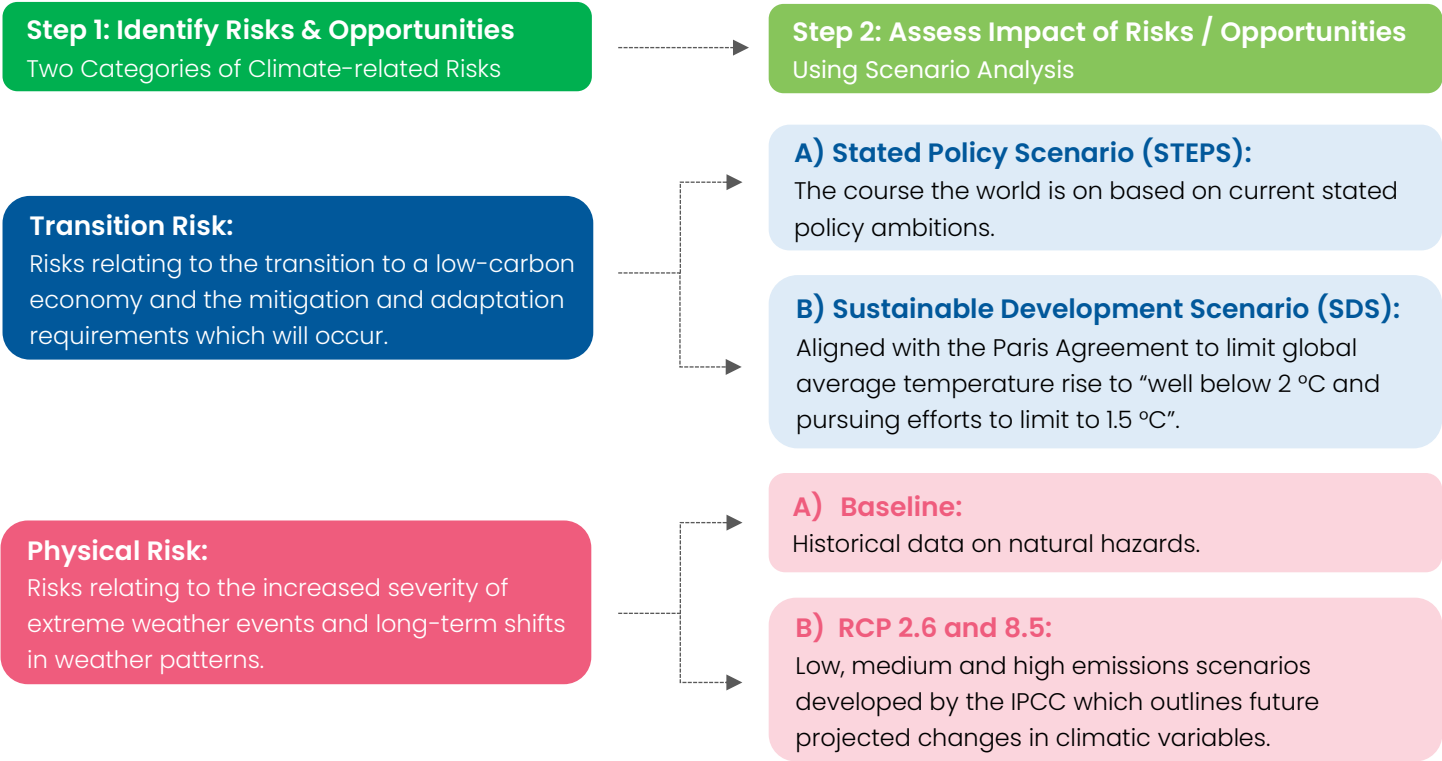 Step 1: Identify Risks & Opportunities
Two Categories of Climate-related Risks
Step 2: Assess Impact of Risks / Opportunities
Using Scenario Analysis
Transition Risk:
Risks relating to the transition to a low-carbon
economy and the mitigation and adaptation
requirements which will occur.
A) Stated Policy Scenario (STEPS):
The course the world is on based on current stated
policy ambitions.
B) Sustainable Development Scenario (SDS):
Aligned with the Paris Agreement to limit global
average temperature rise to “well below 2 °C and
pursuing efforts to limit to 1.5 °C”.
Physical Risk:
Risks relating to the increased severity of
extreme weather events and long-term shifts
in weather patterns.
A) Baseline:
Historical data on natural hazards.
B) RCP 2.6 and 8.5:
Low, medium and high emissions scenarios
developed by the IPCC which outlines future
projected changes in climatic variables.